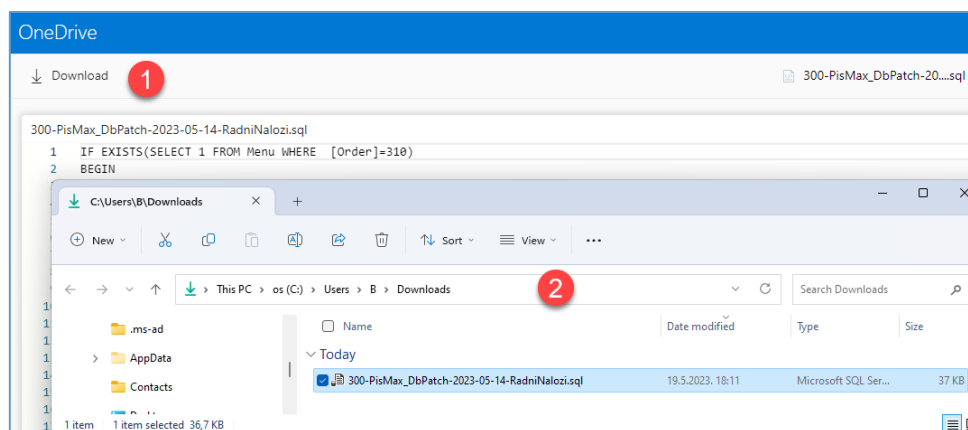 OneDrive
Download
1
300-PisMax_DbPatch-20....sql
300-PisMax_DbPatch-2023-05-14-RadniNalozi.sql
1 IF EXISTS(SELECT 1 FROM Menu WHERE [Order]=310)
2 BEGIN
C:\Users\B\Downloads
New
Sort
View
This PC > os (C:) > Users > B > Downloads
2
Search Downloads
Name Date modified Type Size
.ms-ad
Today
AppData
300-PisMax_DbPatch-2023-05-14-RadniNalozi.sql 19.5.2023. 18:11 Microsoft SQL Ser... 37 KB
Contacts
1 item 1 item selected 36,7 KB